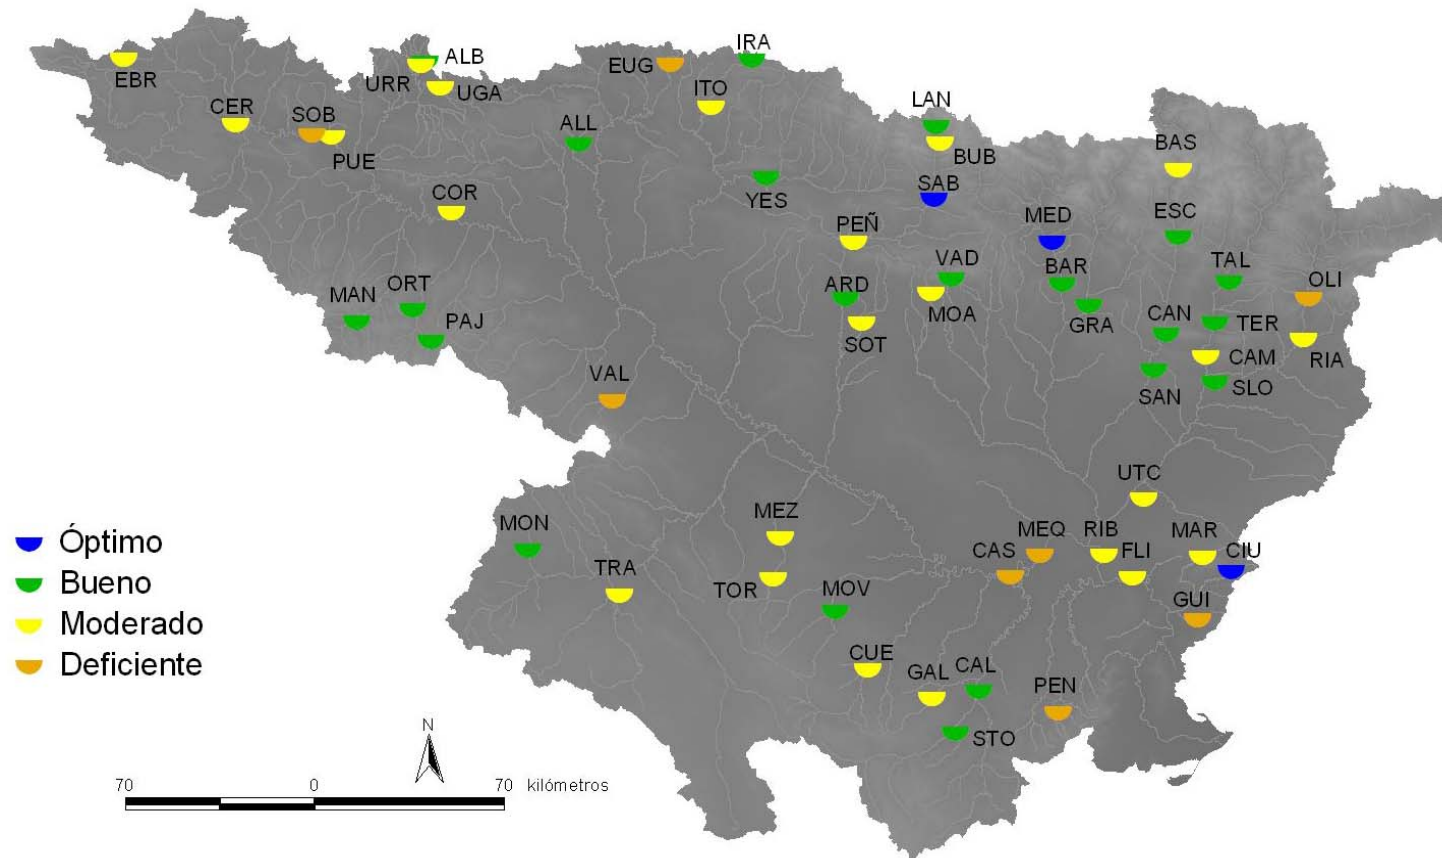 IRA
ALB
EUG
URR
EBR
UGA
ITO
CER
SOB
LAN
ALL
BAS
PUE
BUB
SAB
YES
COR
ESC
PEÑ
MED
VAD
TAL
BAR
ORT
ARD
OLI
MAN
MOA
CAN
PAJ
GRA
TER
SOT
CAM
RIA
VAL
SLO
SAN
UTC
MEZ
MON
MEQ
RIB
MAR
Óptimo
CAS
FLI
CIU
TRA
Bueno
TOR
MOV
GUI
Moderado
CUE
Deficiente
CAL
GAL
PEN
N
STO
70 0 70 kilómetros